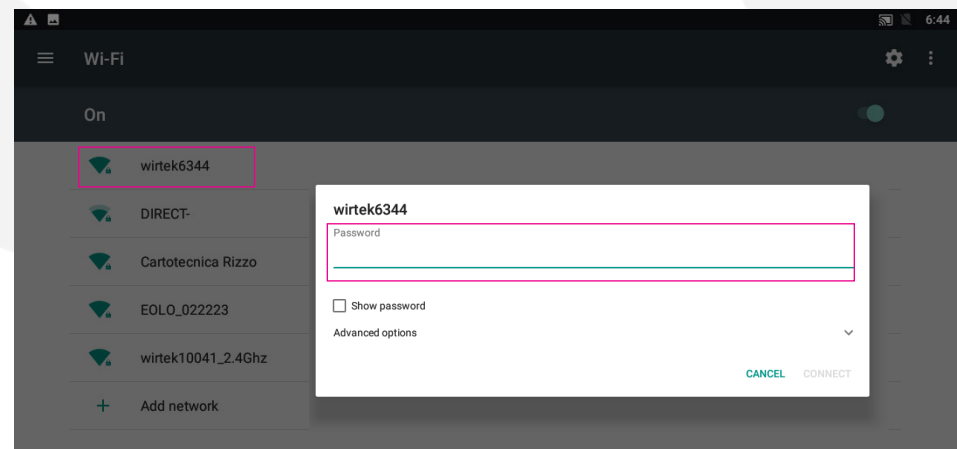 6:44
Wi-Fi
On
wirtek6344
DIRECT-
Cartotecnica Rizzo
EOLO_022223
wirtek10041_2.4Ghz
Add network
wirtek6344
Password
Show password
Advanced options
CANCEL CONNECT